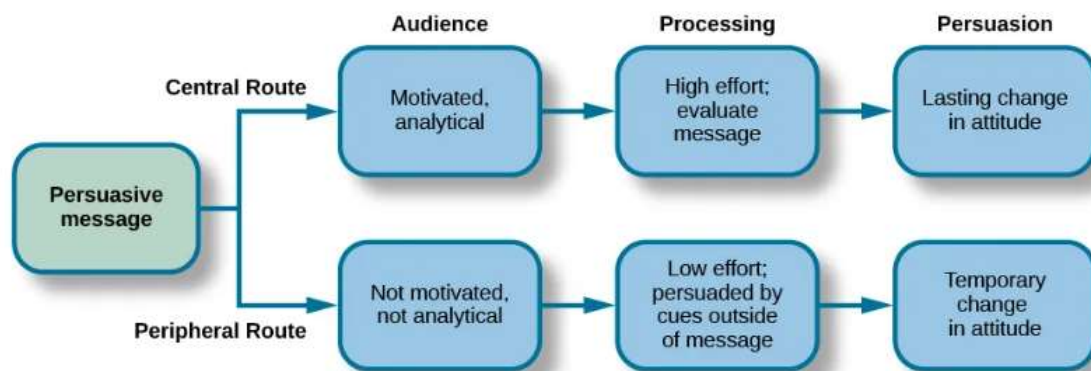 Audience
Processing
Persuasion
Central Route
Motivated,
analytical
High effort;
evaluate
message
Lasting change
in attitude
Persuasive
message
Peripheral Route
Not motivated,
not analytical
Low effort;
persuaded by
cues outside
of message
Temporary
change
in attitude